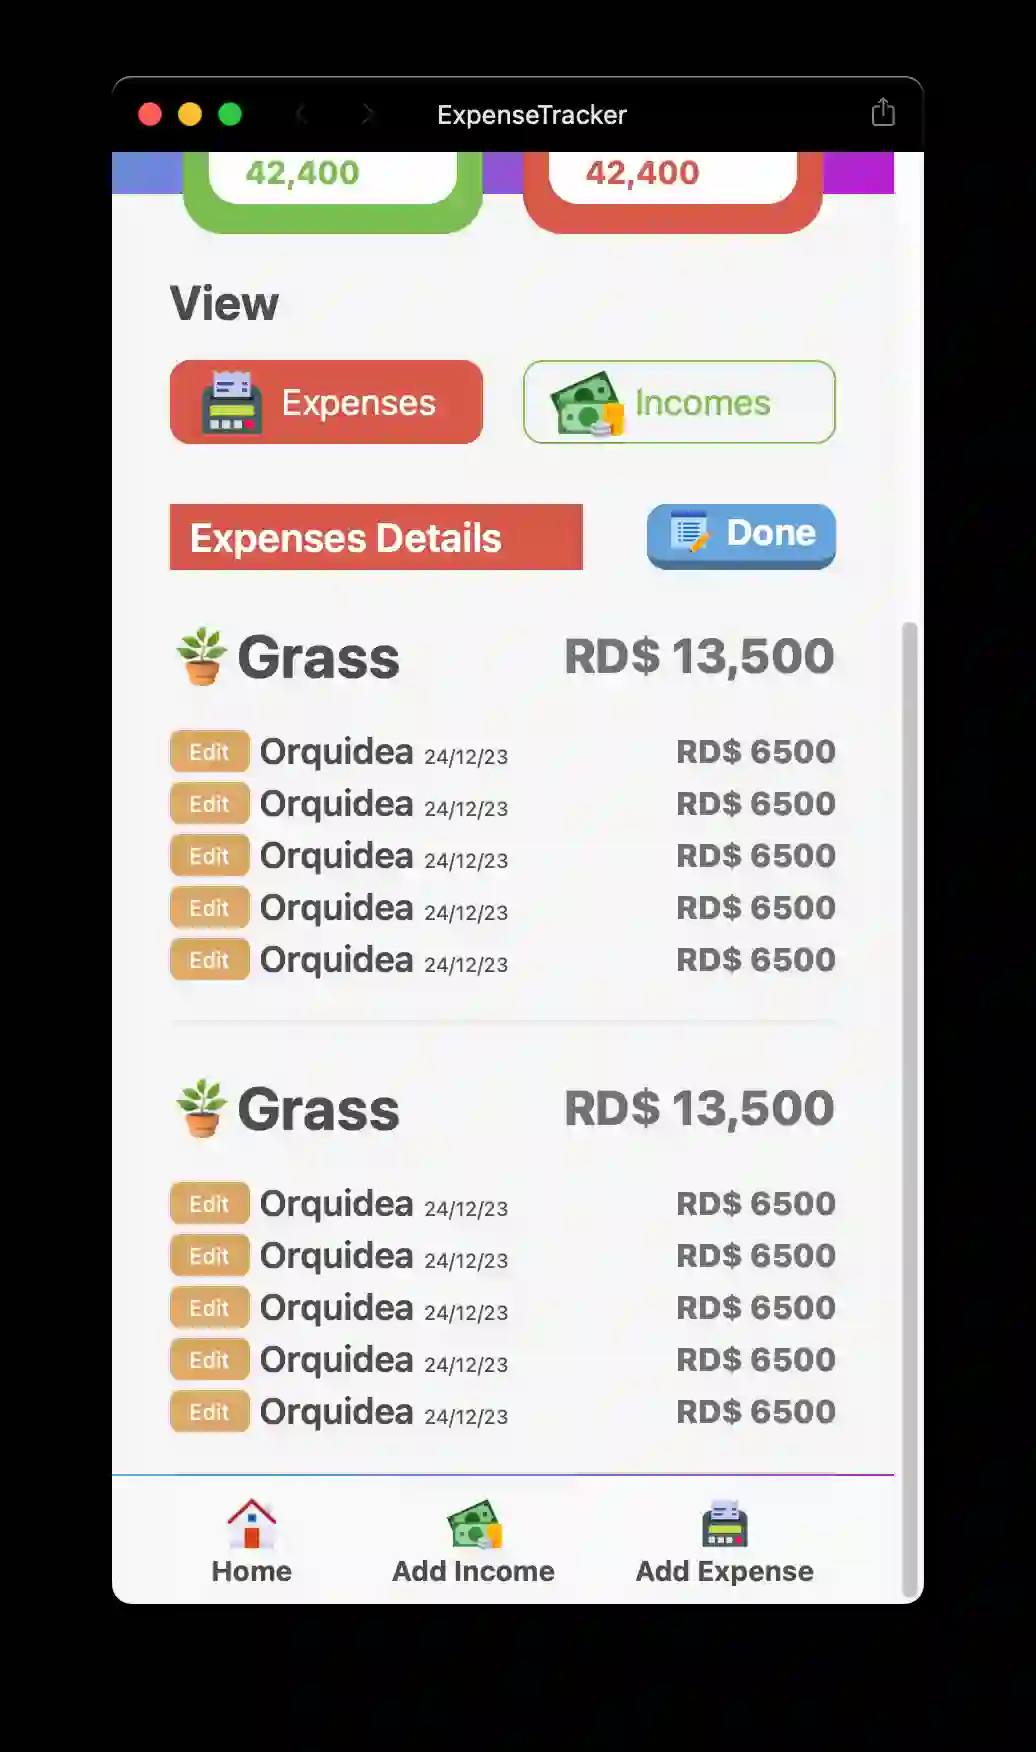 ExpenseTracker
42,400 42,400
View
Expenses Incomes
Expenses Details Done
Grass RD$ 13,500
Edit Orquidea 24/12/23 RD$ 6500
Edit Orquidea 24/12/23 RD$ 6500
Edit Orquidea 24/12/23 RD$ 6500
Edit Orquidea 24/12/23 RD$ 6500
Edit Orquidea 24/12/23 RD$ 6500
Grass RD$ 13,500
Edit Orquidea 24/12/23 RD$ 6500
Edit Orquidea 24/12/23 RD$ 6500
Edit Orquidea 24/12/23 RD$ 6500
Edit Orquidea 24/12/23 RD$ 6500
Edit Orquidea 24/12/23 RD$ 6500
Home Add Income Add Expense